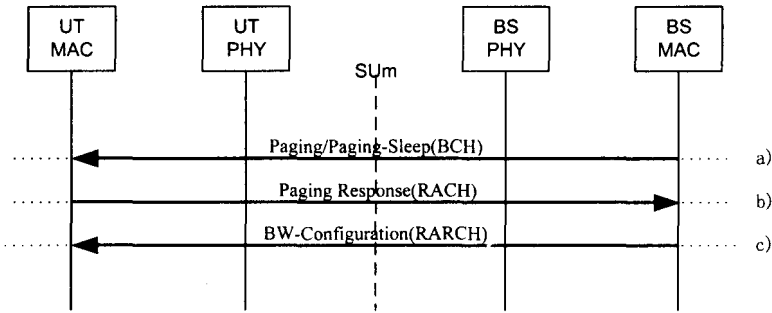 UT
MAC
UT
PHY
BS
PHY
BS
MAC
SUm
Paging/Paging-Sleep(BCH)
a)
Paging Response(RACH)
b)
BW-Configuration(RARCH)
c)